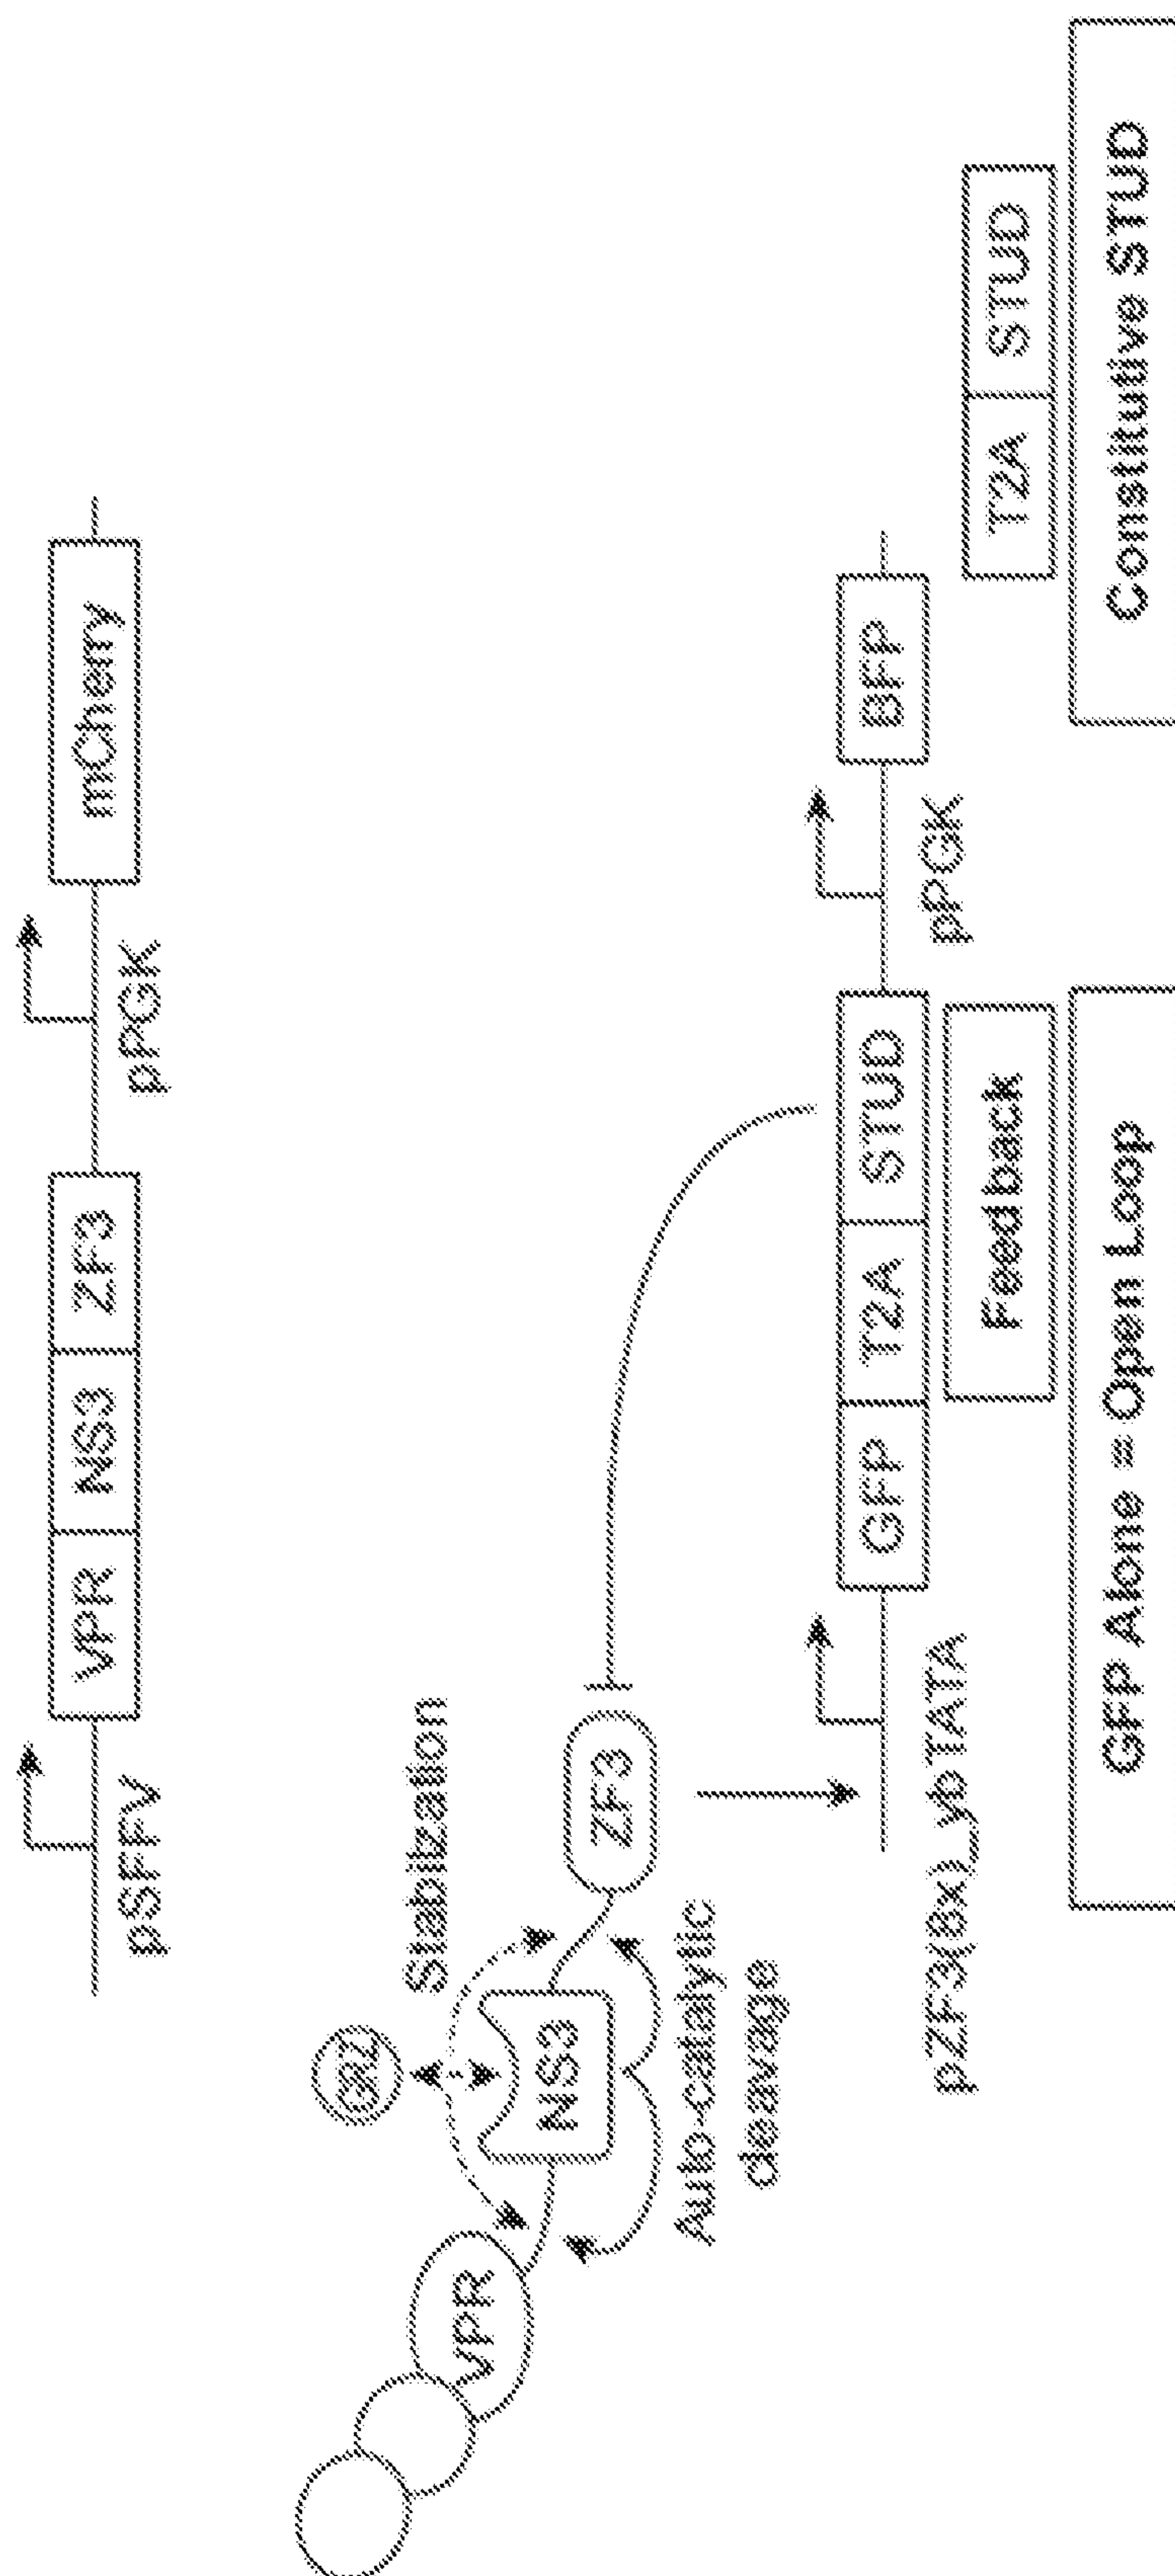 pSFFV
VPR NS3 ZF3
pPGK
mCherry
GRZ
Stabilization
VPR
NS3
ZF3
Auto-catalytic
cleavage
pZF3(8x)_ybTATA
GFP T2A STUD
pPGK
BFP
Feedback
T2A STUD
GFP Alone = Open Loop
Constitutive STUD